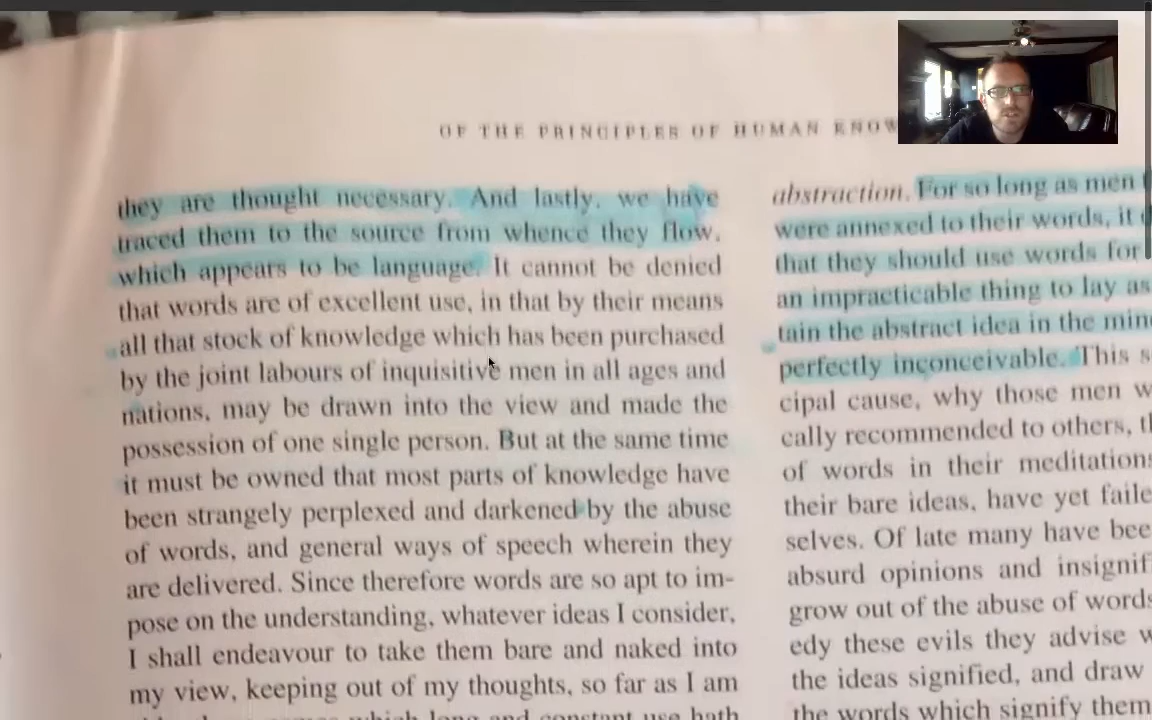 OF THE PRINCIPLES OF HUMAN KNOW
they are thought necessary. And lastly, we have
traced them to the source from whence they flow,
which appears to be language. It cannot be denied
that words are of excellent use, in that by their means
all that stock of knowledge which has been purchased
by the joint labours of inquisitive men in all ages and
nations, may be drawn into the view and made the
possession of one single person. But at the same time
it must be owned that most parts of knowledge have
been strangely perplexed and darkened by the abuse
of words, and general ways of speech wherein they
are delivered. Since therefore words are so apt to im-
pose on the understanding, whatever ideas I consider,
I shall endeavour to take them bare and naked into
my view, keeping out of my thoughts, so far as I am
which long and constant use hath
abstraction. For so long as men
were annexed to their words, it
that they should use words for
an impracticable thing to lay as
tain the abstract idea in the min
perfectly inconceivable. This s
cipal cause, why those men w
cally recommended to others, t
of words in their meditations
their bare ideas, have yet faile
selves. Of late many have bee
absurd opinions and insignif
grow out of the abuse of words
edy these evils they advise w
the ideas signified, and draw
the words which signify them